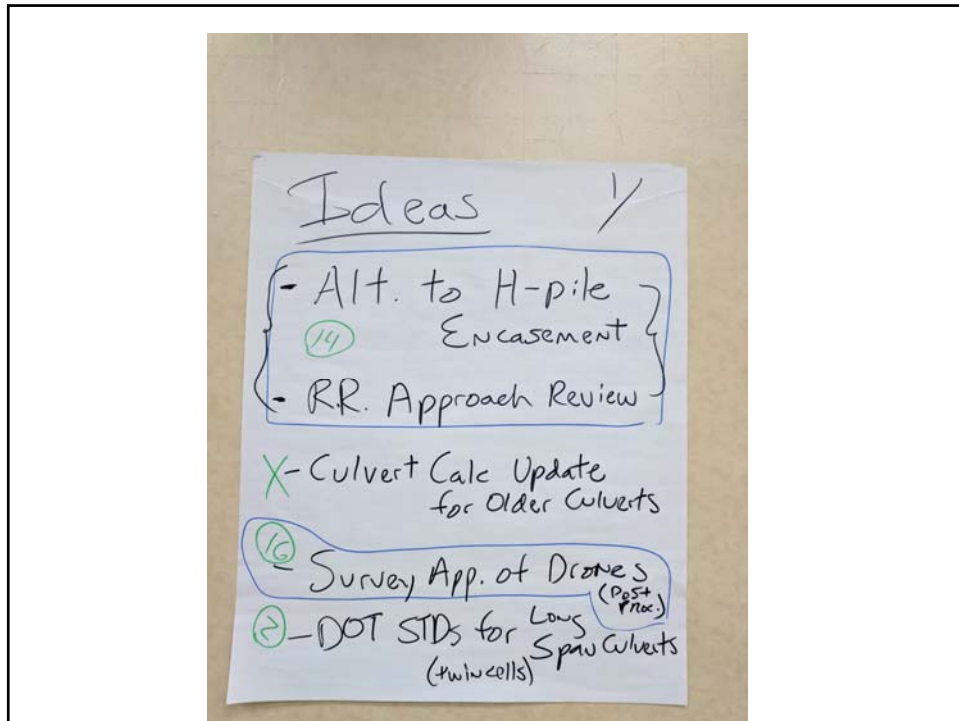 Ideas 1/
- Alt. to H-pile
14 Encasement
- R.R. Approach Review
X - Culvert Calc Update
for Older Culverts
16
- Survey App. of Drones
(Post Proc.)
2 - DOT STDs for Long
Span Culverts
(twin cells)